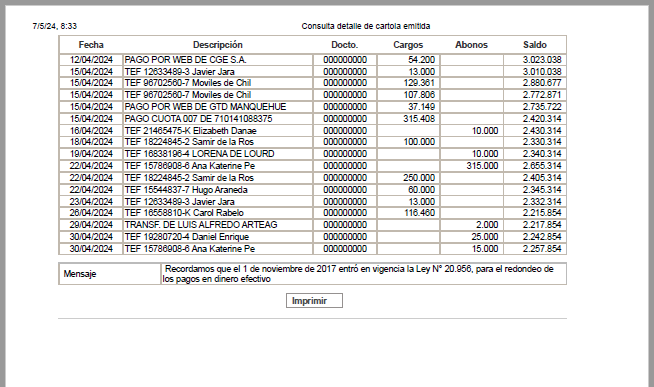 7/5/24, 8:33 Consulta detalle de cartola emitida
Fecha Descripción Docto. Cargos Abonos Saldo
12/04/2024 PAGO POR WEB DE CGE S.A. 000000000 54.200 3.023.038
15/04/2024 TEF 12633489-3 Javier Jara 000000000 13.000 3.010.038
15/04/2024 TEF 96702560-7 Moviles de Chil 000000000 129.361 2.880.677
15/04/2024 TEF 96702560-7 Moviles de Chil 000000000 107.806 2.772.871
15/04/2024 PAGO POR WEB DE GTD MANQUEHUE 000000000 37.149 2.735.722
15/04/2024 PAGO CUOTA 007 DE 710141088375 000000000 315.408 2.420.314
16/04/2024 TEF 21465475-K Elizabeth Danae 000000000 10.000 2.430.314
18/04/2024 TEF 18224845-2 Samir de la Ros 000000000 100.000 2.330.314
19/04/2024 TEF 16838196-4 LORENA DE LOURD 000000000 10.000 2.340.314
22/04/2024 TEF 15786908-6 Ana Katerine Pe 000000000 315.000 2.655.314
22/04/2024 TEF 18224845-2 Samir de la Ros 000000000 250.000 2.405.314
22/04/2024 TEF 15544837-7 Hugo Araneda 000000000 60.000 2.345.314
23/04/2024 TEF 12633489-3 Javier Jara 000000000 13.000 2.332.314
26/04/2024 TEF 16558810-K Carol Rabelo 000000000 116.460 2.215.854
29/04/2024 TRANSF. DE LUIS ALFREDO ARTEAG 000000000 2.000 2.217.854
30/04/2024 TEF 19280720-4 Daniel Enrique 000000000 25.000 2.242.854
30/04/2024 TEF 15786908-6 Ana Katerine Pe 000000000 15.000 2.257.854
Mensaje Recordamos que el 1 de noviembre de 2017 entró en vigencia la Ley N° 20.956, para el redondeo de
los pagos en dinero efectivo
Imprimir